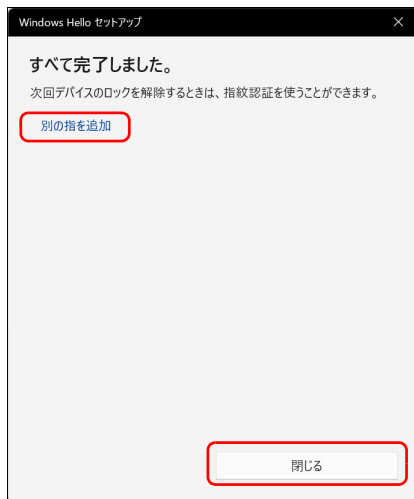 Windows Hello セットアップ
すべて完了しました。
次回デバイスのロックを解除するときは、指紋認証を使うことができます。
別の指を追加
閉じる